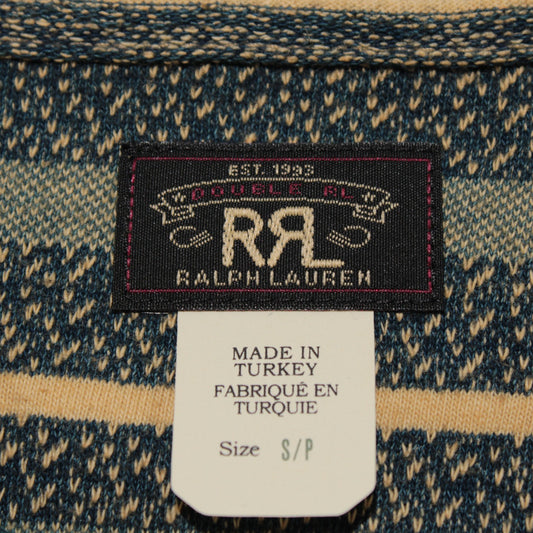 EST. 1993
DOUBLE RL
RRL
RALPH LAUREN
MADE IN
TURKEY
FABRIQUÉ EN
TURQUIE
Size S/P